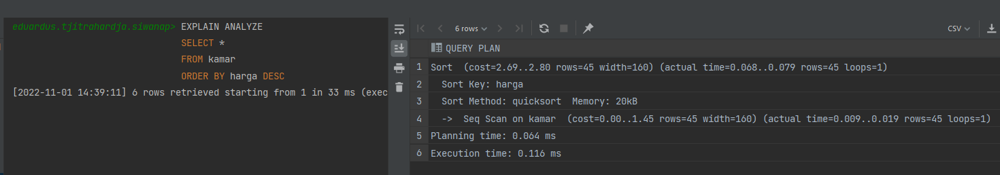 eduardus.tjitrahardja.siwanap> EXPLAIN ANALYZE
SELECT *
FROM kamar
ORDER BY harga DESC
[2022-11-01 14:39:11] 6 rows retrieved starting from 1 in 33 ms (exec
6 rows
CSV
QUERY PLAN
1 Sort (cost=2.69..2.80 rows=45 width=160) (actual time=0.068..0.079 rows=45 loops=1)
2 Sort Key: harga
3 Sort Method: quicksort Memory: 20kB
4 -> Seq Scan on kamar (cost=0.00..1.45 rows=45 width=160) (actual time=0.009..0.019 rows=45 loops=1)
5 Planning time: 0.064 ms
6 Execution time: 0.116 ms